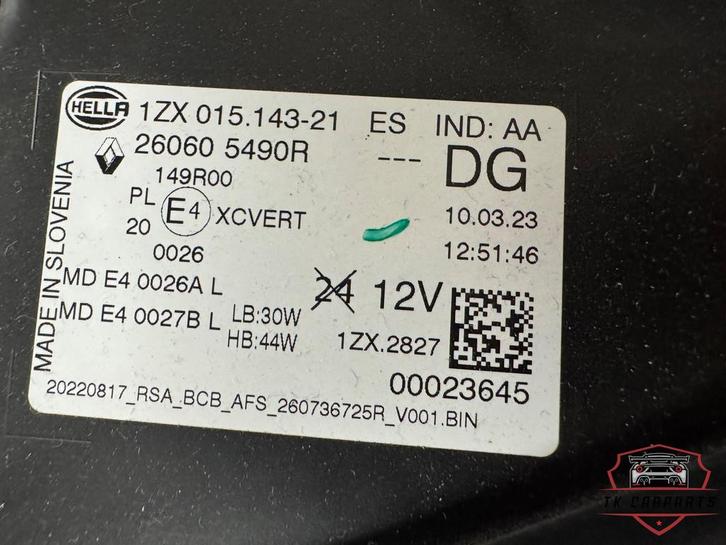 HELLA 1ZX 015.143-21 ES IND: AA
26060 5490R --- DG
149R00
PL E4 XCVERT 10.03.23
20
0026 12:51:46
MD E4 0026A L 24 12V
MD E4 0027B L LB:30W
HB:44W 1ZX.2827
00023645
20220817_RSA_BCB_AFS_260736725R_V001.BIN
MADE IN SLOVENIA
TK CARPARTS